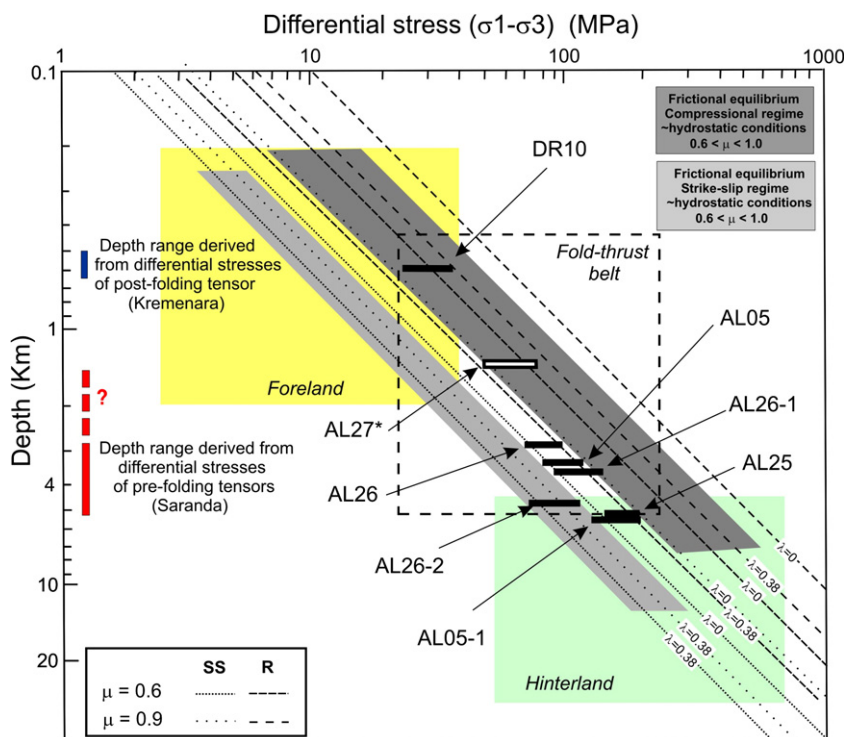 Differential stress (σ1-σ3) (MPa)
1 10 100 1000
0.1
Frictional equilibrium
Compressional regime
~hydrostatic conditions
0.6 < μ < 1.0
DR10
Frictional equilibrium
Strike-slip regime
~hydrostatic conditions
0.6 < μ < 1.0
Depth range derived
from differential stresses
of post-folding tensor
(Kremenara)
Fold-thrust
belt
1
AL05
?
Foreland
AL27*
AL26-1
Depth (Km)
Depth range derived from
differential stresses
of pre-folding tensors
(Saranda)
AL25
4
AL26
AL26-2
10
AL05-1
λ=0
λ=0.38
λ=0
λ=0
λ=0.38
λ=0
λ=0.38
λ=0.38
20
Hinterland
SS R
μ = 0.6
μ = 0.9